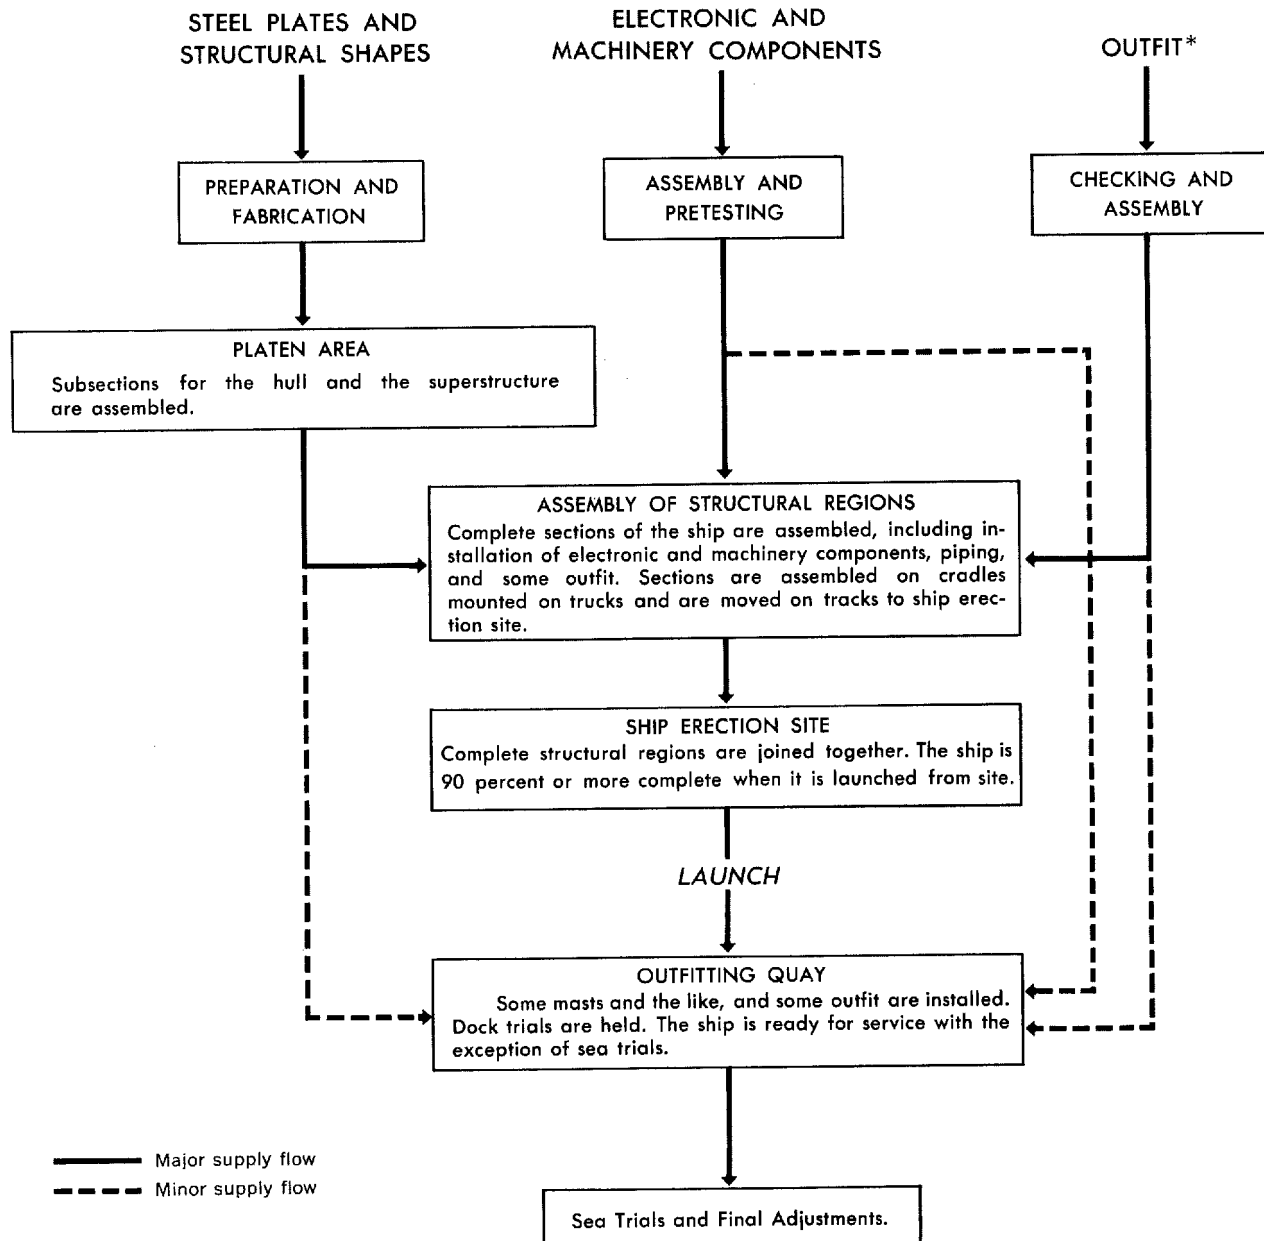 STEEL PLATES AND
STRUCTURAL SHAPES
ELECTRONIC AND
MACHINERY COMPONENTS
OUTFIT*
PREPARATION AND
FABRICATION
ASSEMBLY AND
PRETESTING
CHECKING AND
ASSEMBLY
PLATEN AREA
Subsections for the hull and the superstructure
are assembled.
ASSEMBLY OF STRUCTURAL REGIONS
Complete sections of the ship are assembled, including in-
stallation of electronic and machinery components, piping,
and some outfit. Sections are assembled on cradles
mounted on trucks and are moved on tracks to ship erec-
tion site.
SHIP ERECTION SITE
Complete structural regions are joined together. The ship is
90 percent or more complete when it is launched from site.
LAUNCH
OUTFITTING QUAY
Some masts and the like, and some outfit are installed.
Dock trials are held. The ship is ready for service with the
exception of sea trials.
Major supply flow
Minor supply flow
Sea Trials and Final Adjustments.